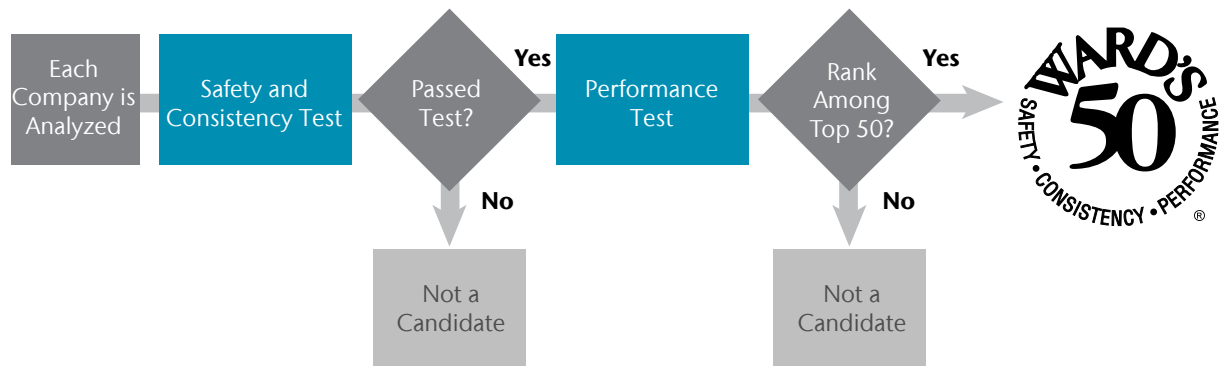 Each
Company is
Analyzed
Safety and
Consistency Test
Passed
Test?
Yes
No
Not a
Candidate
Performance
Test
Rank
Among
Top 50?
Yes
No
Not a
Candidate
WARD'S
50
SAFETY • CONSISTENCY • PERFORMANCE
®